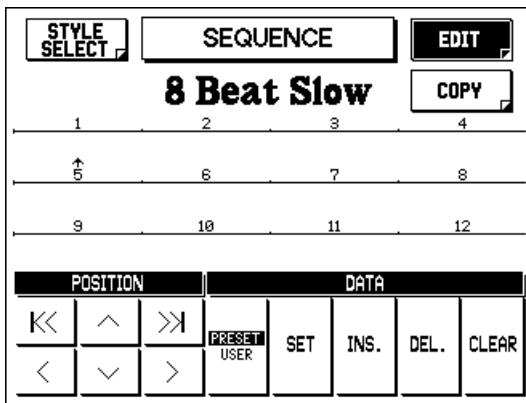 STYLE SELECT
SEQUENCE
EDIT
8 Beat Slow
COPY
1 2 3 4
5 6 7 8
9 10 11 12
POSITION
DATA
PRESET
USER
SET
INS.
DEL.
CLEAR